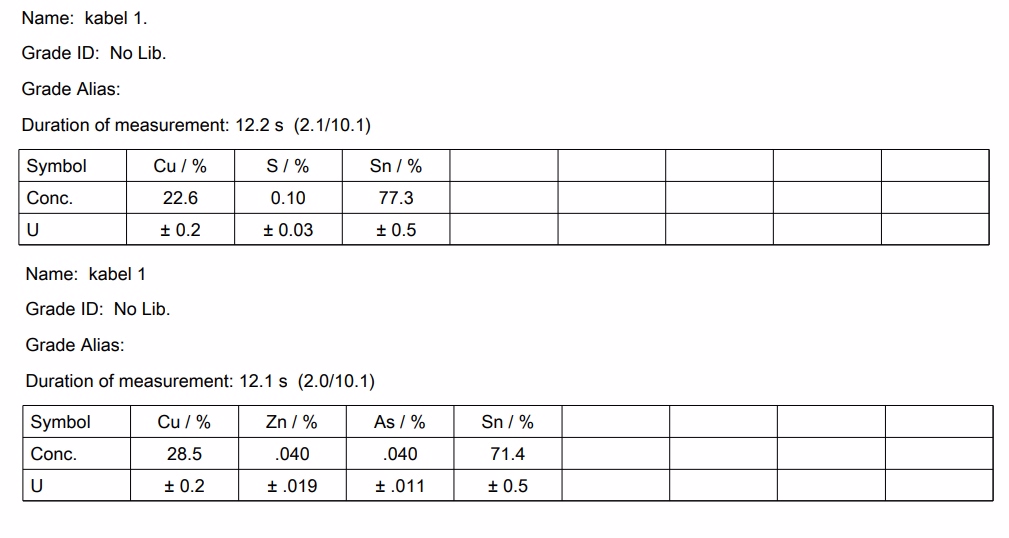 Name: kabel 1.
Grade ID: No Lib.
Grade Alias:
Duration of measurement: 12.2 s (2.1/10.1)
Symbol Cu / % S / % Sn / %
Conc. 22.6 0.10 77.3
U ± 0.2 ± 0.03 ± 0.5
Name: kabel 1
Grade ID: No Lib.
Grade Alias:
Duration of measurement: 12.1 s (2.0/10.1)
Symbol Cu / % Zn / % As / % Sn / %
Conc. 28.5 .040 .040 71.4
U ± 0.2 ± .019 ± .011 ± 0.5